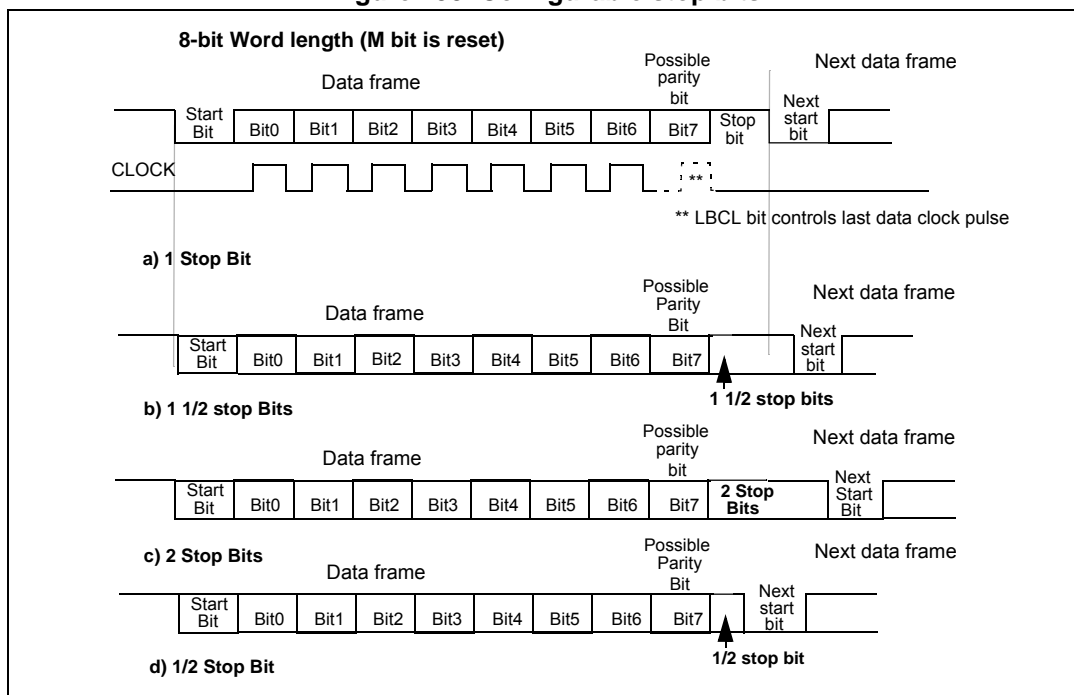 8-bit Word length (M bit is reset)
Data frame
Possible
parity
bit
Next data frame
Start
Bit
Bit0
Bit1
Bit2
Bit3
Bit4
Bit5
Bit6
Bit7
Stop
bit
Next
start
bit
CLOCK
**
** LBCL bit controls last data clock pulse
a) 1 Stop Bit
Data frame
Possible
Parity
Bit
Next data frame
Start
Bit
Bit0
Bit1
Bit2
Bit3
Bit4
Bit5
Bit6
Bit7
Next
start
bit
1 1/2 stop bits
b) 1 1/2 stop Bits
Data frame
Possible
parity
bit
Next data frame
Start
Bit
Bit0
Bit1
Bit2
Bit3
Bit4
Bit5
Bit6
Bit7
2 Stop
Bits
Next
Start
Bit
c) 2 Stop Bits
Data frame
Possible
Parity
Bit
Next data frame
Start
Bit
Bit0
Bit1
Bit2
Bit3
Bit4
Bit5
Bit6
Bit7
Next
start
bit
1/2 stop bit
d) 1/2 Stop Bit